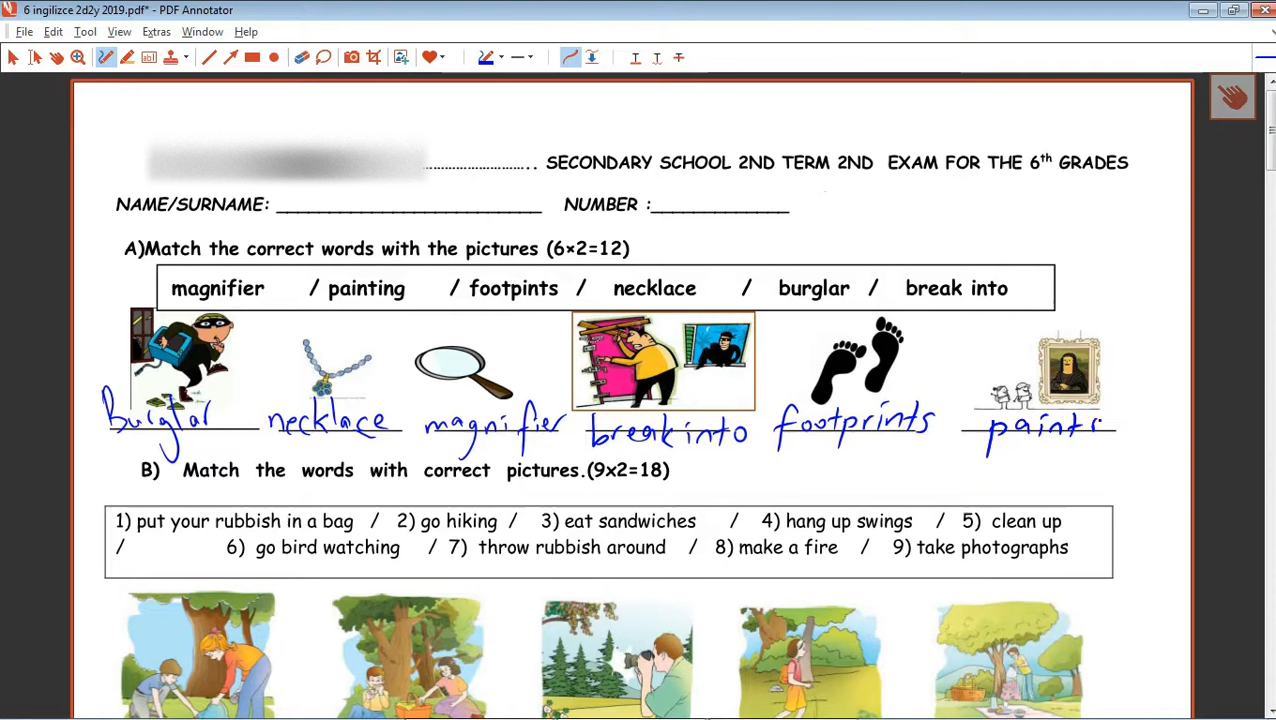 6 ingilizce 2d2y 2019.pdf* - PDF Annotator
File Edit Tool View Extras Window Help
............................ SECONDARY SCHOOL 2ND TERM 2ND EXAM FOR THE 6th GRADES
NAME/SURNAME: __________________________ NUMBER :_____________
A)Match the correct words with the pictures (6×2=12)
magnifier / painting / footpints / necklace / burglar / break into
Burglar necklace magnifier break into footprints paint
B) Match the words with correct pictures.(9x2=18)
1) put your rubbish in a bag / 2) go hiking / 3) eat sandwiches / 4) hang up swings / 5) clean up
/ 6) go bird watching / 7) throw rubbish around / 8) make a fire / 9) take photographs